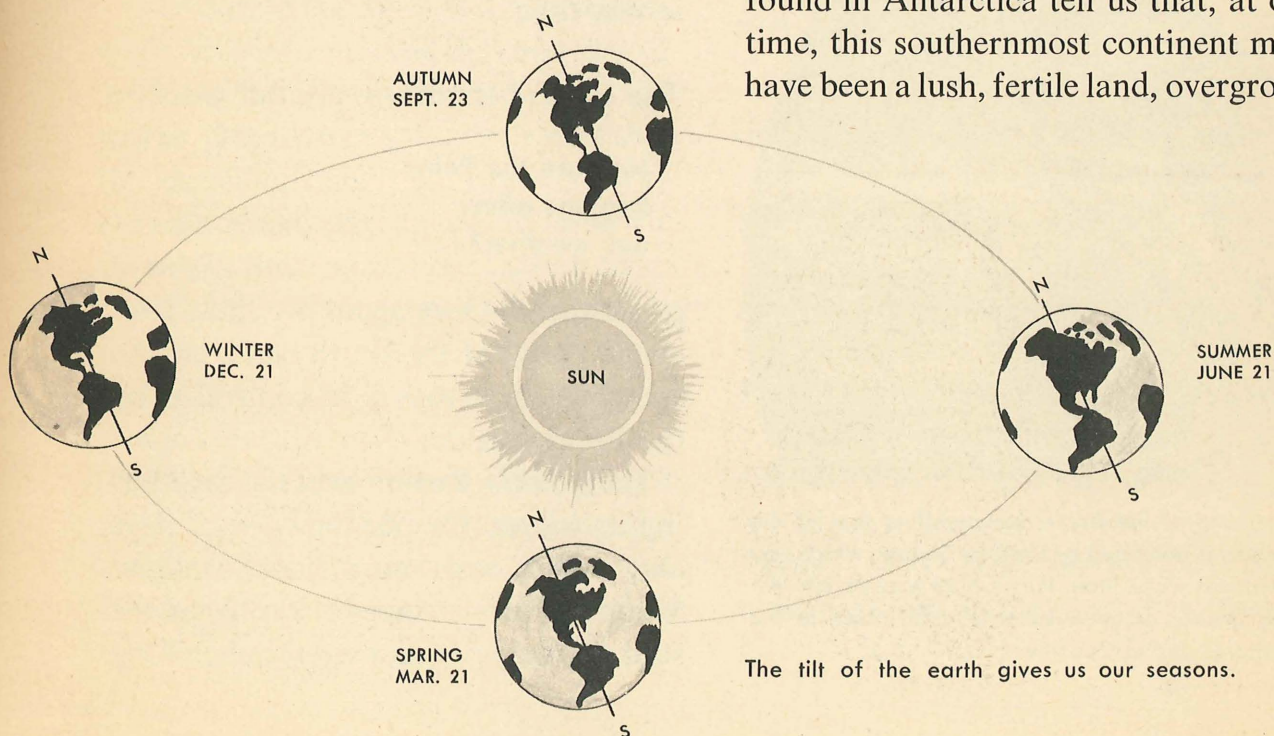 found in Antarctica tell us that, at
time, this southernmost continent
have been a lush, fertile land,
N
AUTUMN
SEPT. 23
S
N
WINTER
DEC. 21
S
SUN
N
SUMMER
JUNE 21
S
N
SPRING
MAR. 21
S
The tilt of the earth gives us our seasons.